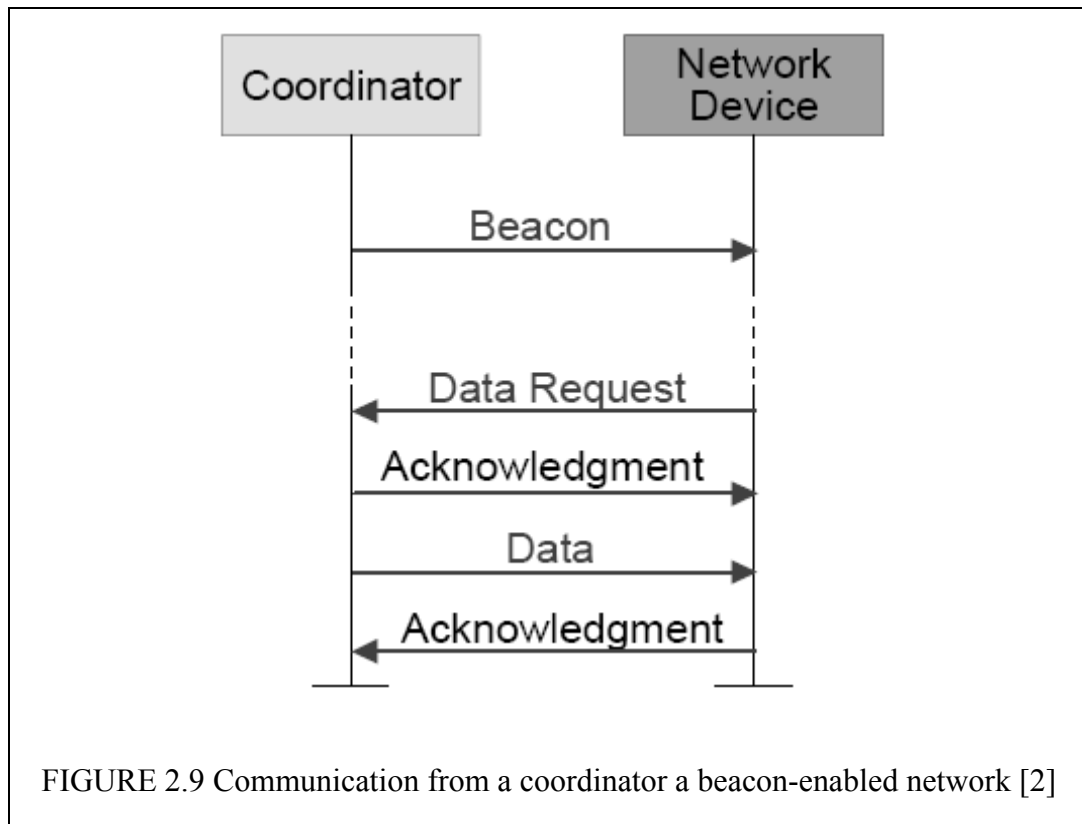 Coordinator
Network
Device
Beacon
Data Request
Acknowledgment
Data
Acknowledgment
FIGURE 2.9 Communication from a coordinator a beacon-enabled network [2]